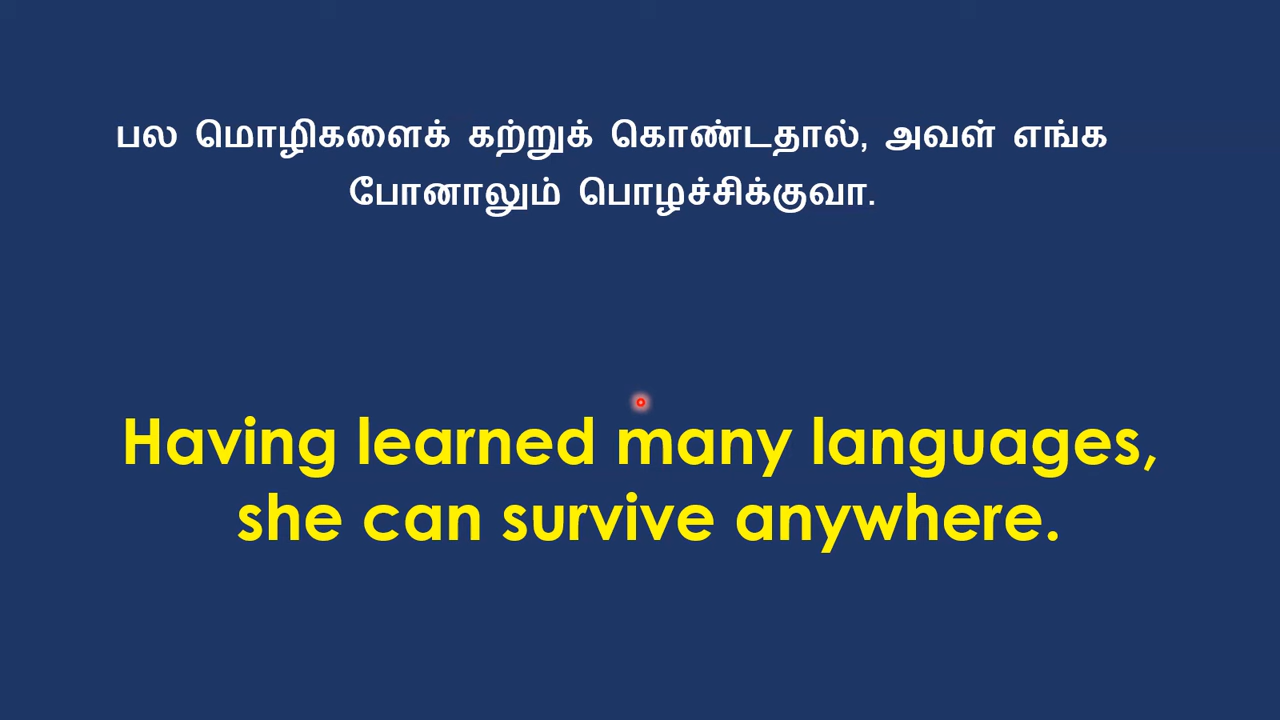 பல மொழிகளைக் கற்றுக் கொண்டதால், அவள் எங்க
போனாலும் பொழச்சிக்குவா.
Having learned many languages,
she can survive anywhere.